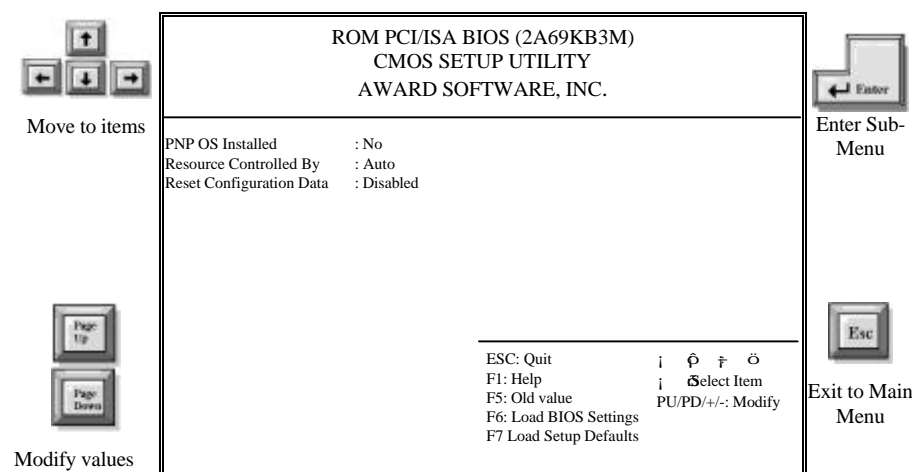 ROM PCI/ISA BIOS (2A69KB3M)
CMOS SETUP UTILITY
AWARD SOFTWARE, INC.
Enter
Move to items
Enter Sub-
Menu
PNP OS Installed : No
Resource Controlled By : Auto
Reset Configuration Data : Disabled
Page
Up
Page
Down
Modify values
ESC: Quit
F1: Help Select Item
F5: Old value PU/PD/+/-: Modify
F6: Load BIOS Settings
F7 Load Setup Defaults
Esc
Exit to Main
Menu